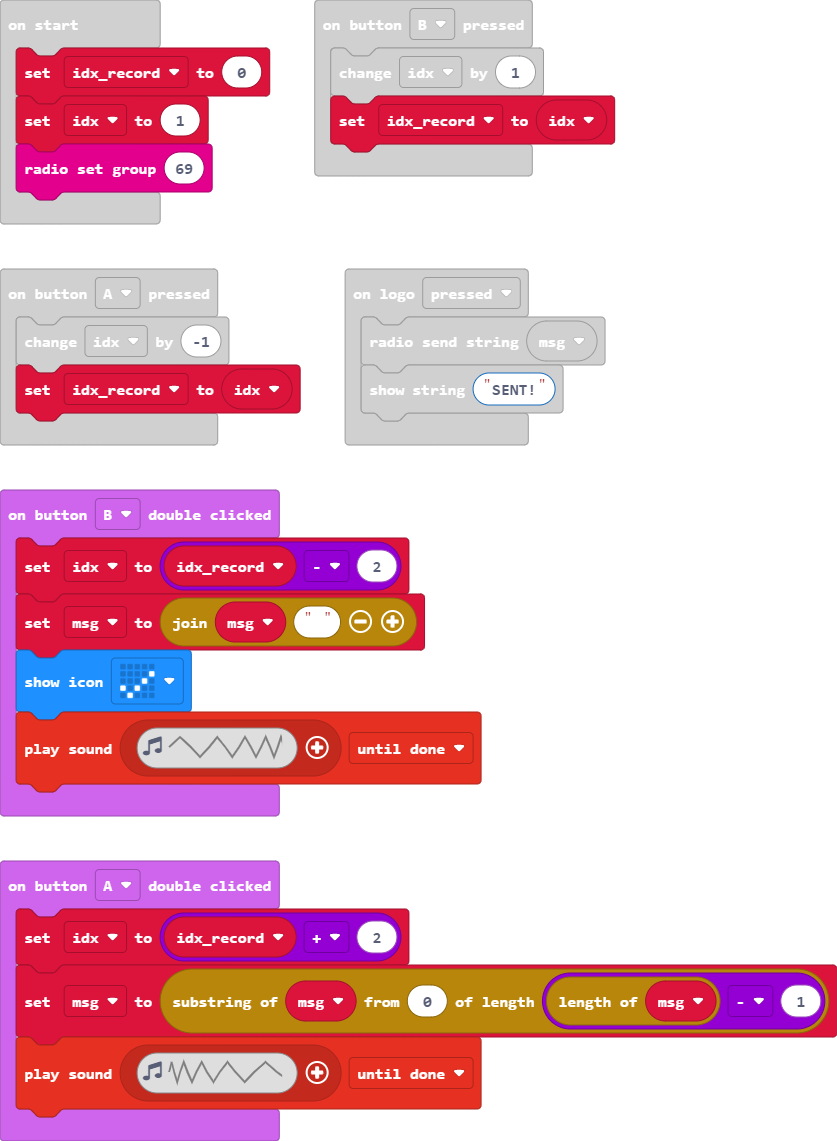 on start
set idx_record to 0
set idx to 1
radio set group 69
on button B pressed
change idx by 1
set idx_record to idx
on button A pressed
change idx by -1
set idx_record to idx
on logo pressed
radio send string msg
show string "SENT!"
on button B double clicked
set idx to idx_record - 2
set msg to join msg " "
show icon
play sound until done
on button A double clicked
set idx to idx_record + 2
set msg to substring of msg from 0 of length length of msg - 1
play sound until done